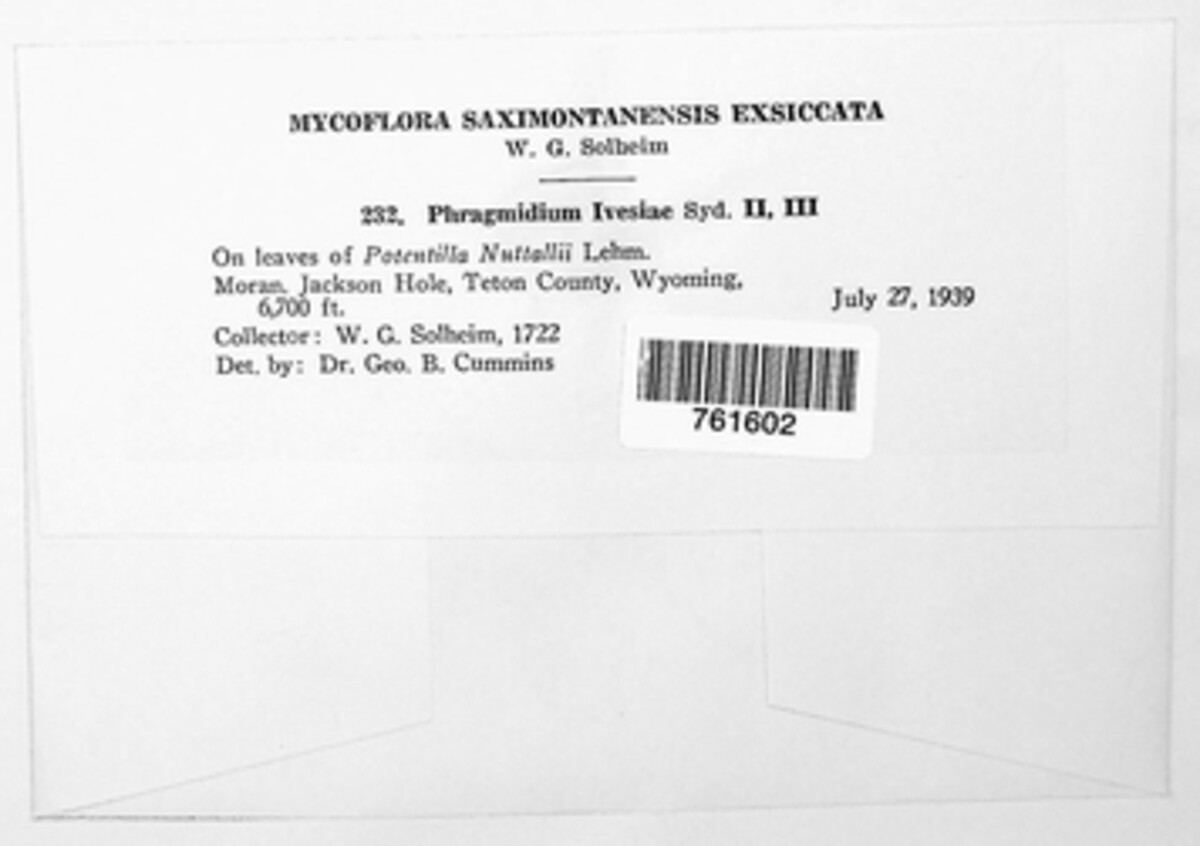 MYCOFLORA SAXIMONTANENSIS EXSICCATA
W. G. Solheim
232. Phragmidium Ivesiae Syd. II, III
On leaves of Potentilla Nuttallii Lehm.
Moran, Jackson Hole, Teton County, Wyoming,
6,700 ft.
July 27, 1939
Collector: W. G. Solheim, 1722
Det. by: Dr. Geo. B. Cummins
761602